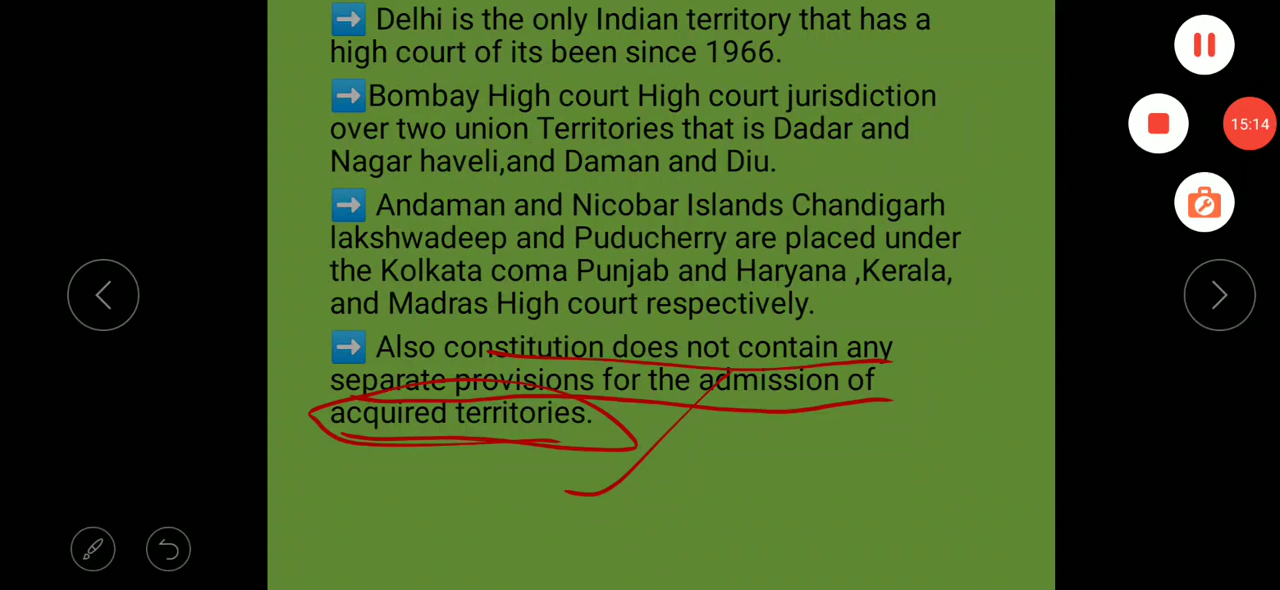 ➡️ Delhi is the only Indian territory that has a
high court of its been since 1966.
➡️Bombay High court High court jurisdiction
over two union Territories that is Dadar and
Nagar haveli,and Daman and Diu.
➡️ Andaman and Nicobar Islands Chandigarh
lakshwadeep and Puducherry are placed under
the Kolkata coma Punjab and Haryana ,Kerala,
and Madras High court respectively.
➡️ Also constitution does not contain any
separate provisions for the admission of
acquired territories.
15:14